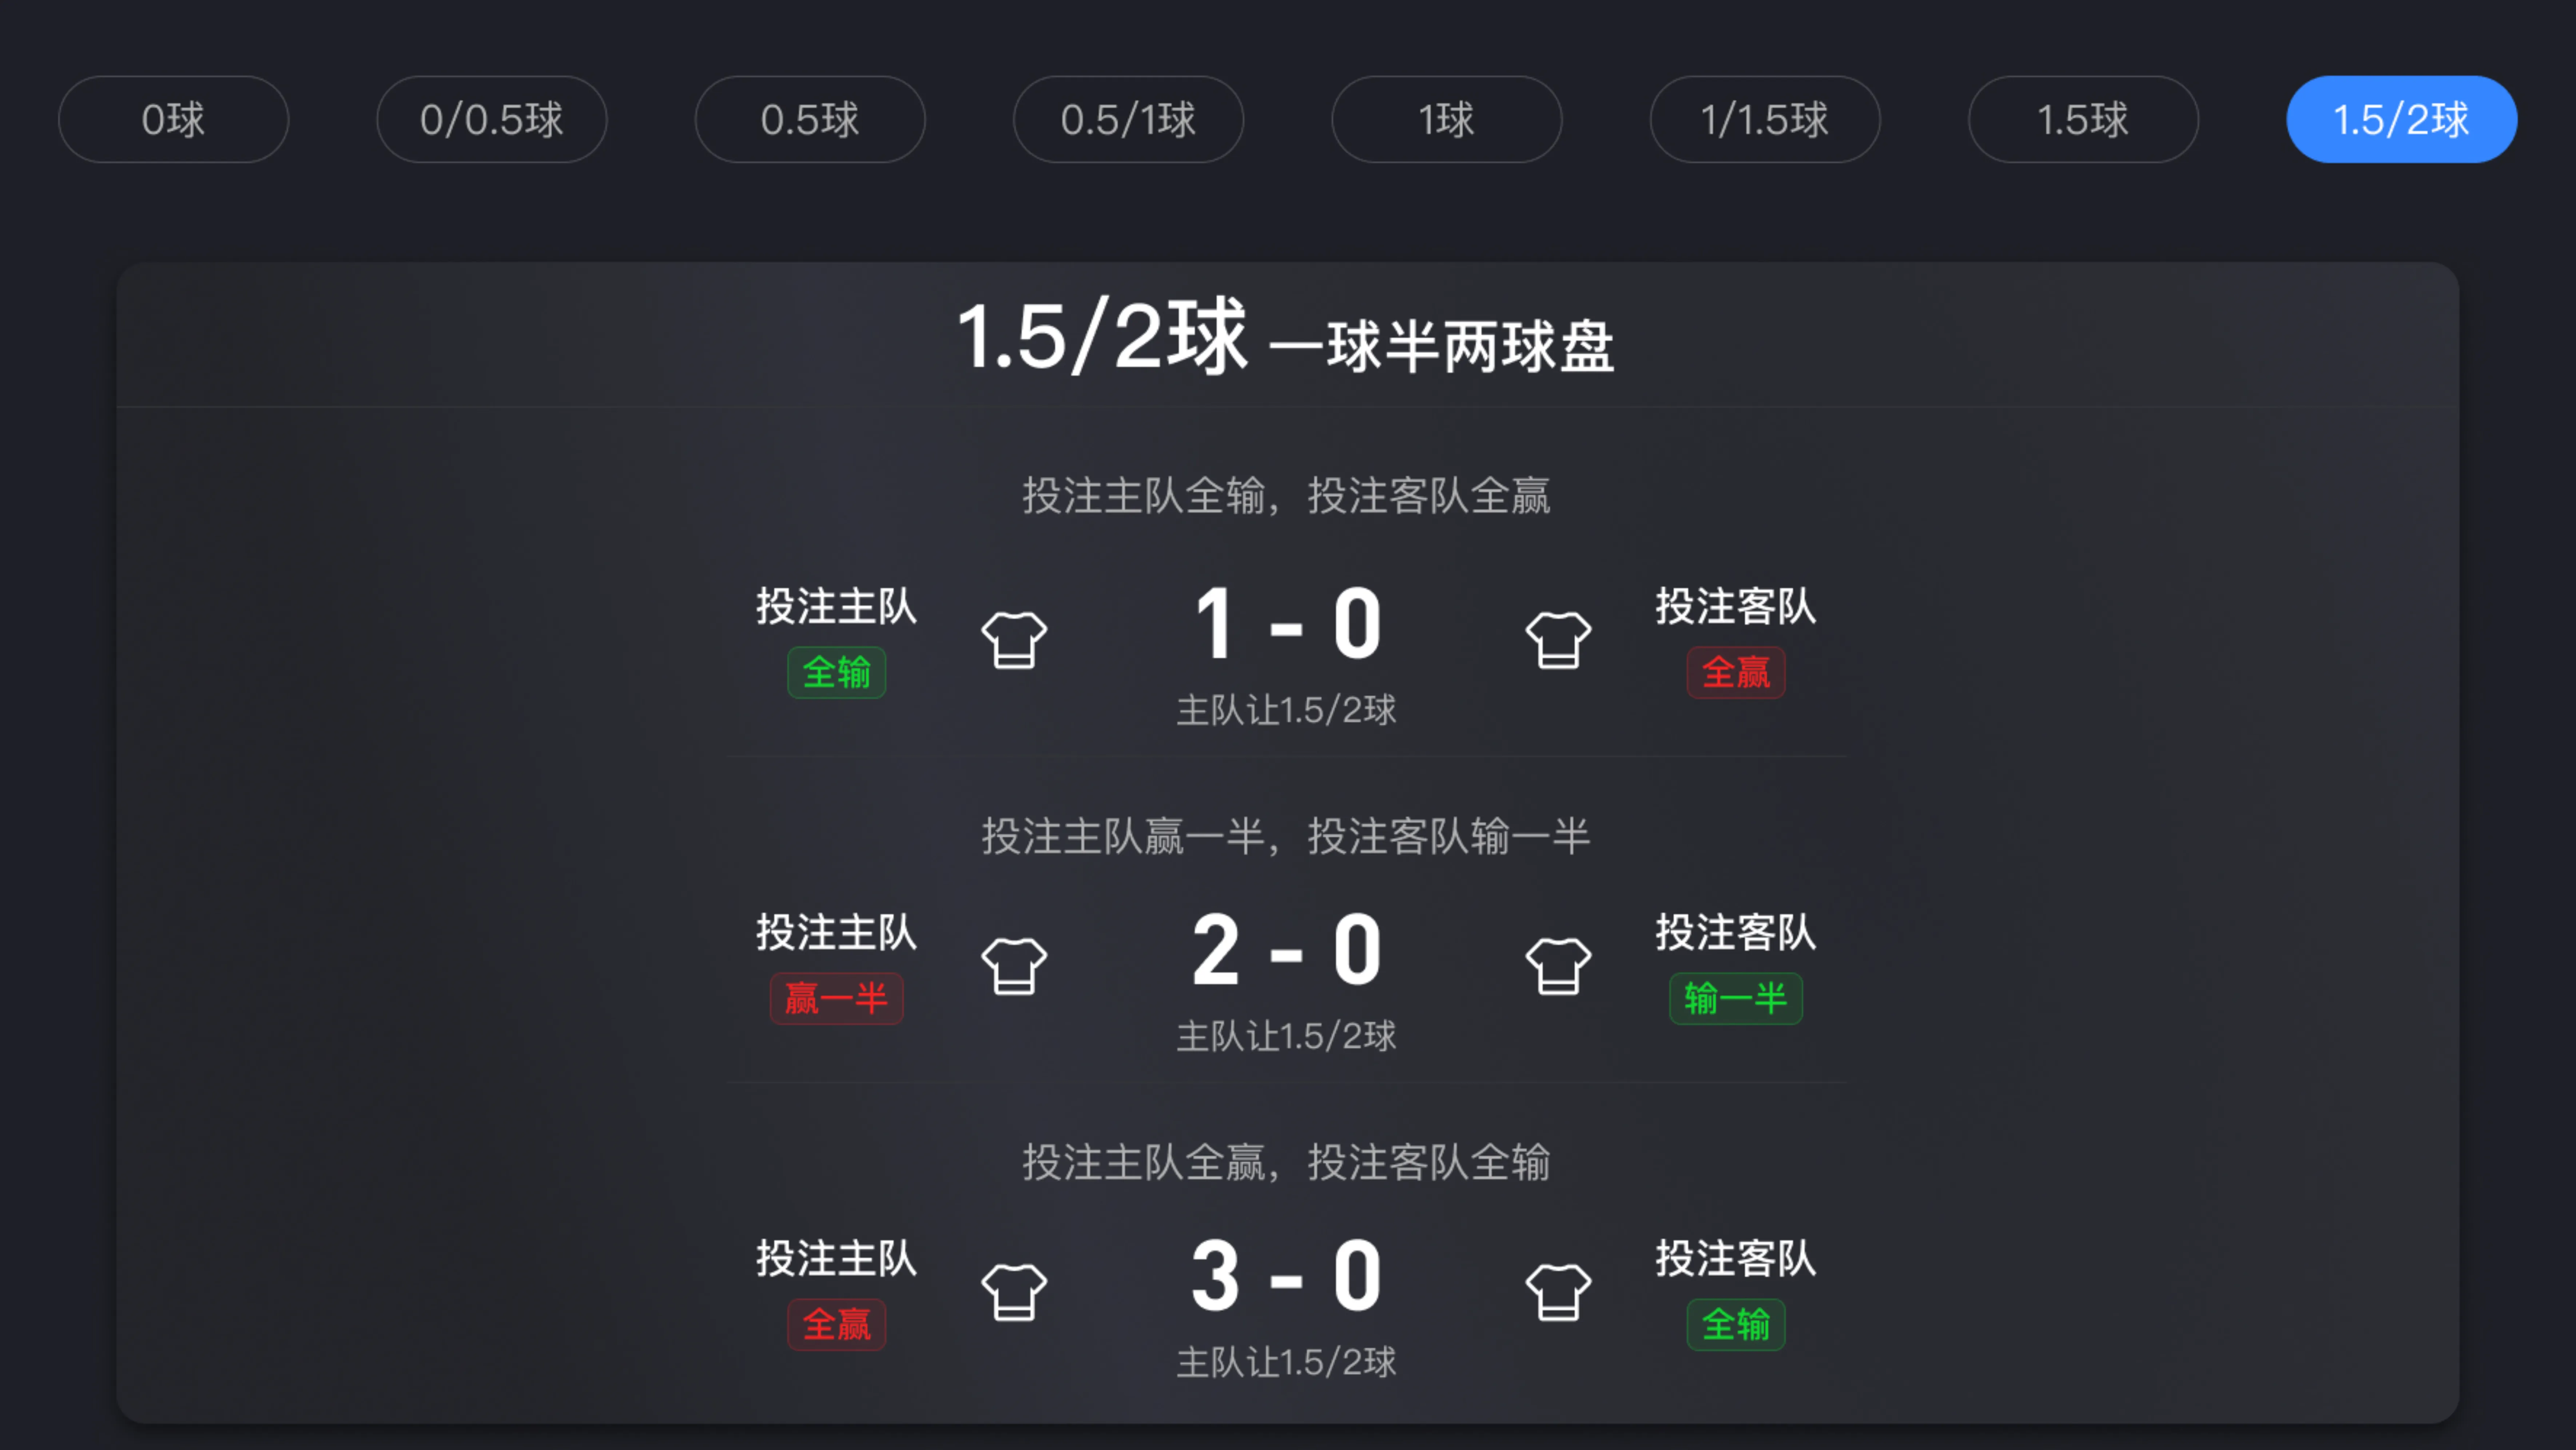 0球 0/0.5球 0.5球 0.5/1球 1球 1/1.5球 1.5球 1.5/2球
1.5/2球 一球半两球盘
投注主队全输，投注客队全赢
投注主队 1 - 0 投注客队
全输 全赢
主队让1.5/2球
投注主队赢一半，投注客队输一半
投注主队 2 - 0 投注客队
赢一半 输一半
主队让1.5/2球
投注主队全赢，投注客队全输
投注主队 3 - 0 投注客队
全赢 全输
主队让1.5/2球